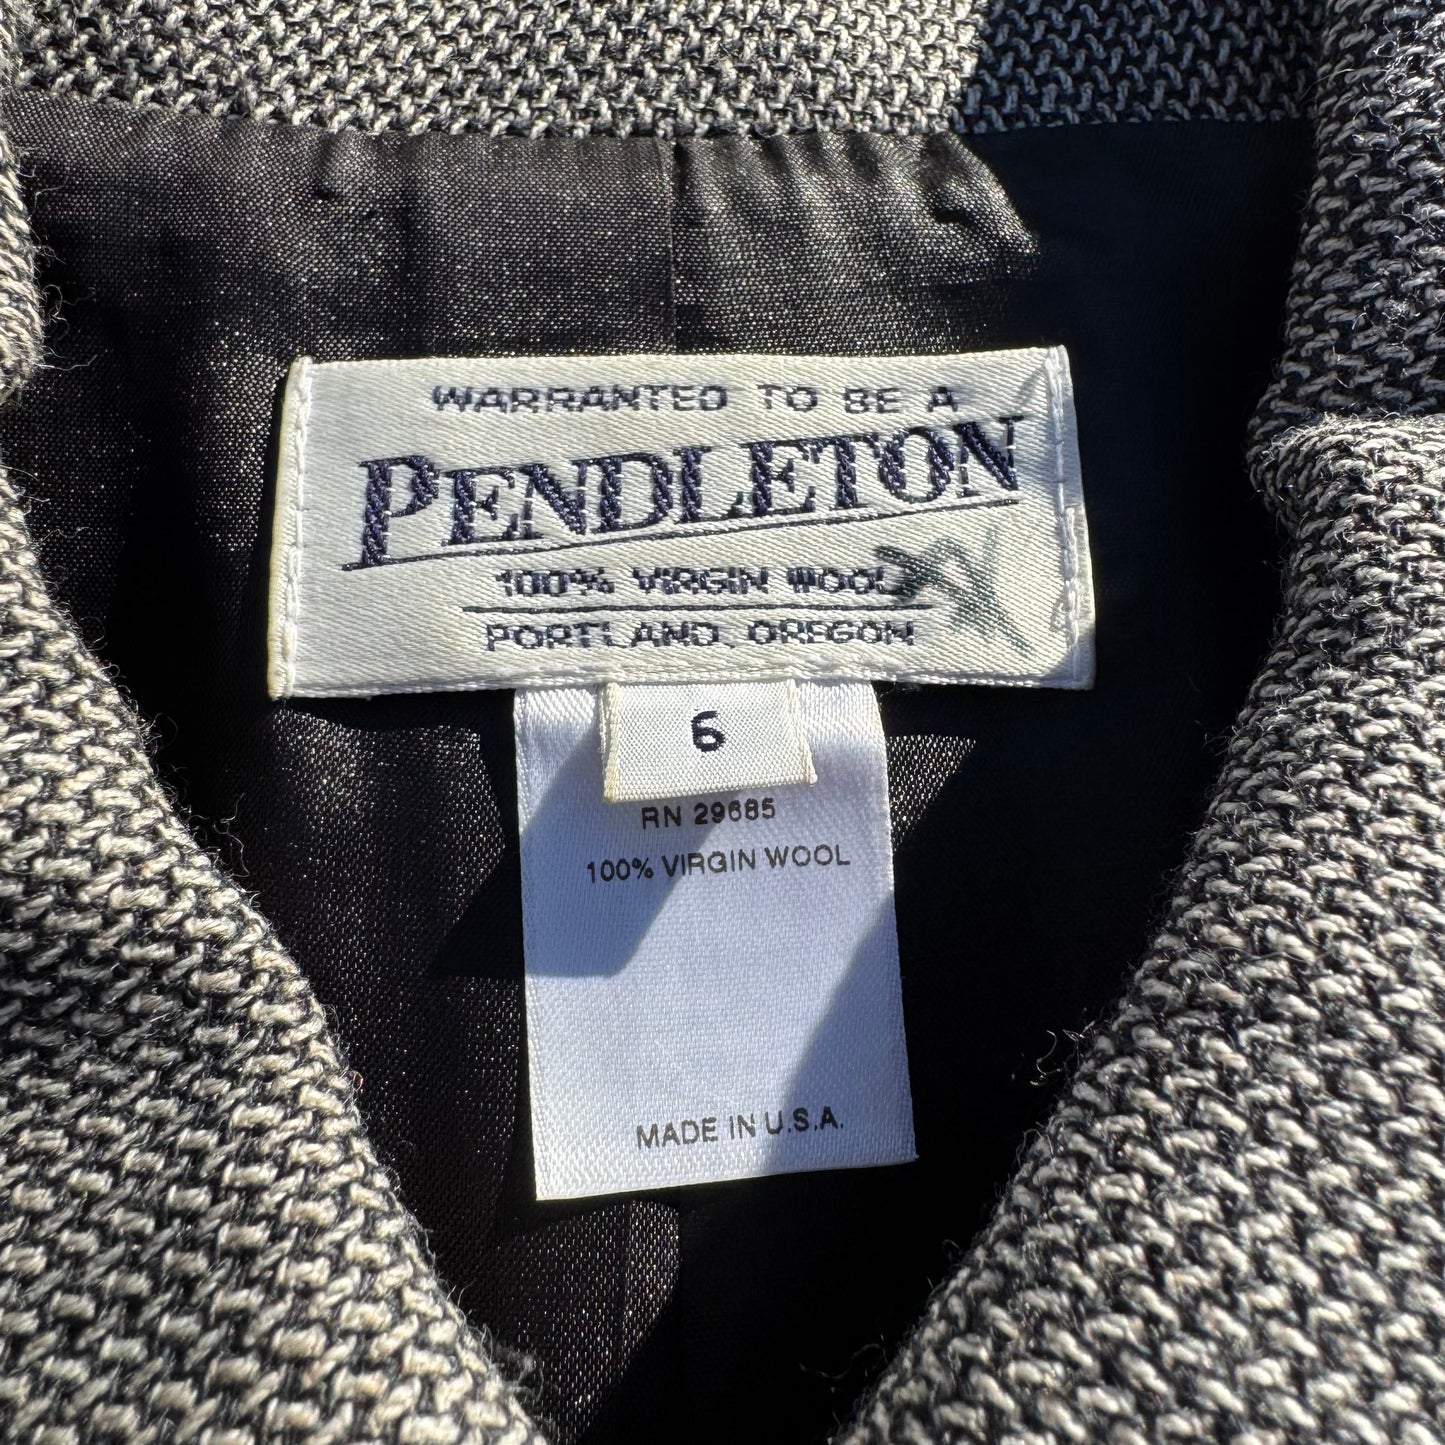 WARRANTED TO BE A
PENDLETON
100% VIRGIN WOOL
PORTLAND, OREGON
6
RN 29685
100% VIRGIN WOOL
MADE IN U.S.A.